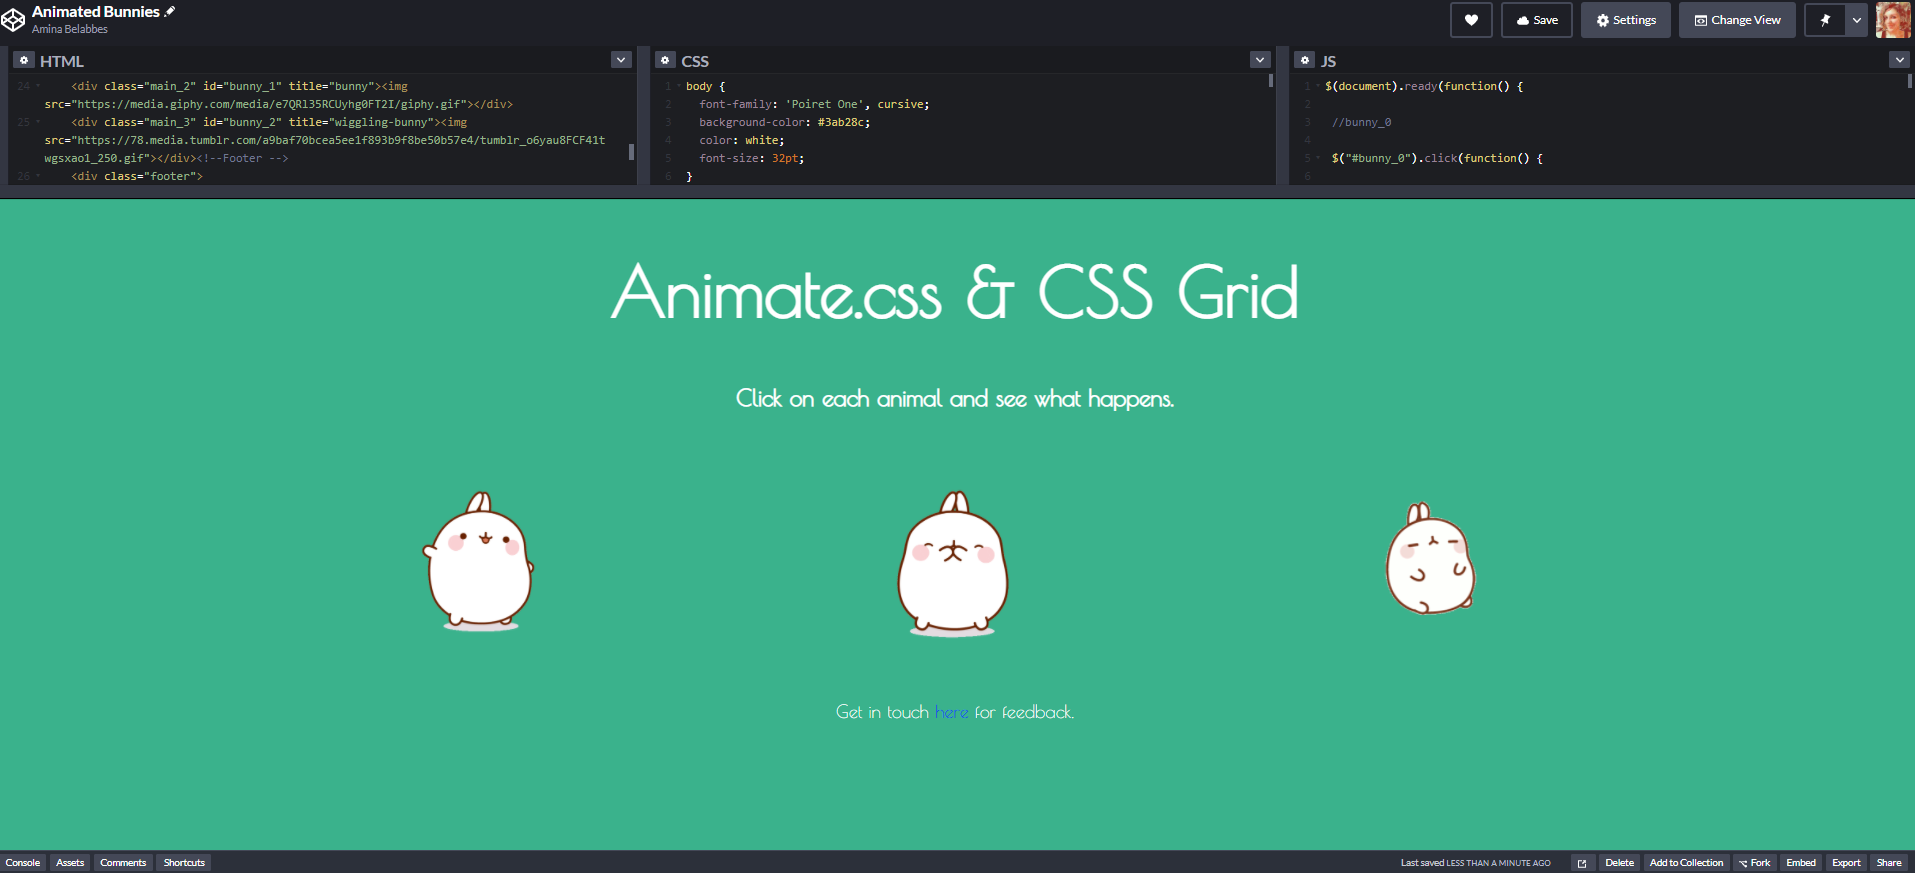 Animated Bunnies
Amina Belabbes
Save
Settings
Change View
HTML
24 <div class="main_2" id="bunny_1" title="bunny"><img
src="https://media.giphy.com/media/e7QRl35RCUyhg0FT2I/giphy.gif"></div>
25 <div class="main_3" id="bunny_2" title="wiggling-bunny"><img
src="https://78.media.tumblr.com/a9baf70bcea5ee1f893b9f8be50b57e4/tumblr_o6yau8FCF41t
wgsxao1_250.gif"></div><!--Footer -->
26 <div class="footer">
CSS
1 body {
2 font-family: 'Poiret One', cursive;
3 background-color: #3ab28c;
4 color: white;
5 font-size: 32pt;
6 }
JS
1 $(document).ready(function() {
2
3 //bunny_0
4
5 $("#bunny_0").click(function() {
6
Animate.css & CSS Grid
Click on each animal and see what happens.
Get in touch here for feedback.
Console Assets Comments Shortcuts
Last saved LESS THAN A MINUTE AGO
Delete Add to Collection Fork Embed Export Share